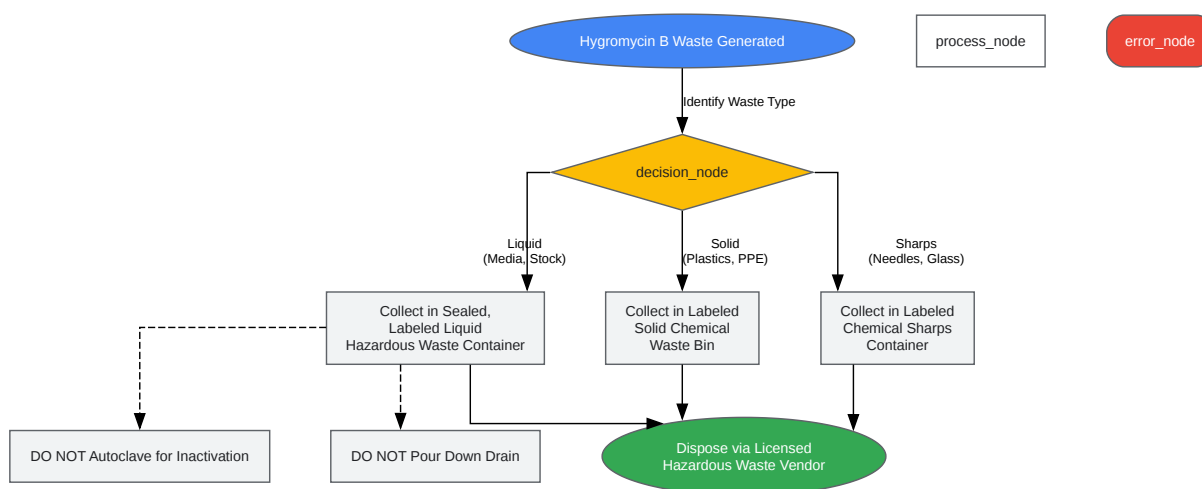 Hygromycin B Waste Generated
process_node
error_node
Identify Waste Type
decision_node
Liquid
(Media, Stock)
Solid
(Plastics, PPE)
Sharps
(Needles, Glass)
Collect in Sealed,
Labeled Liquid
Hazardous Waste Container
Collect in Labeled
Solid Chemical
Waste Bin
Collect in Labeled
Chemical Sharps
Container
DO NOT Autoclave for Inactivation
DO NOT Pour Down Drain
Dispose via Licensed
Hazardous Waste Vendor